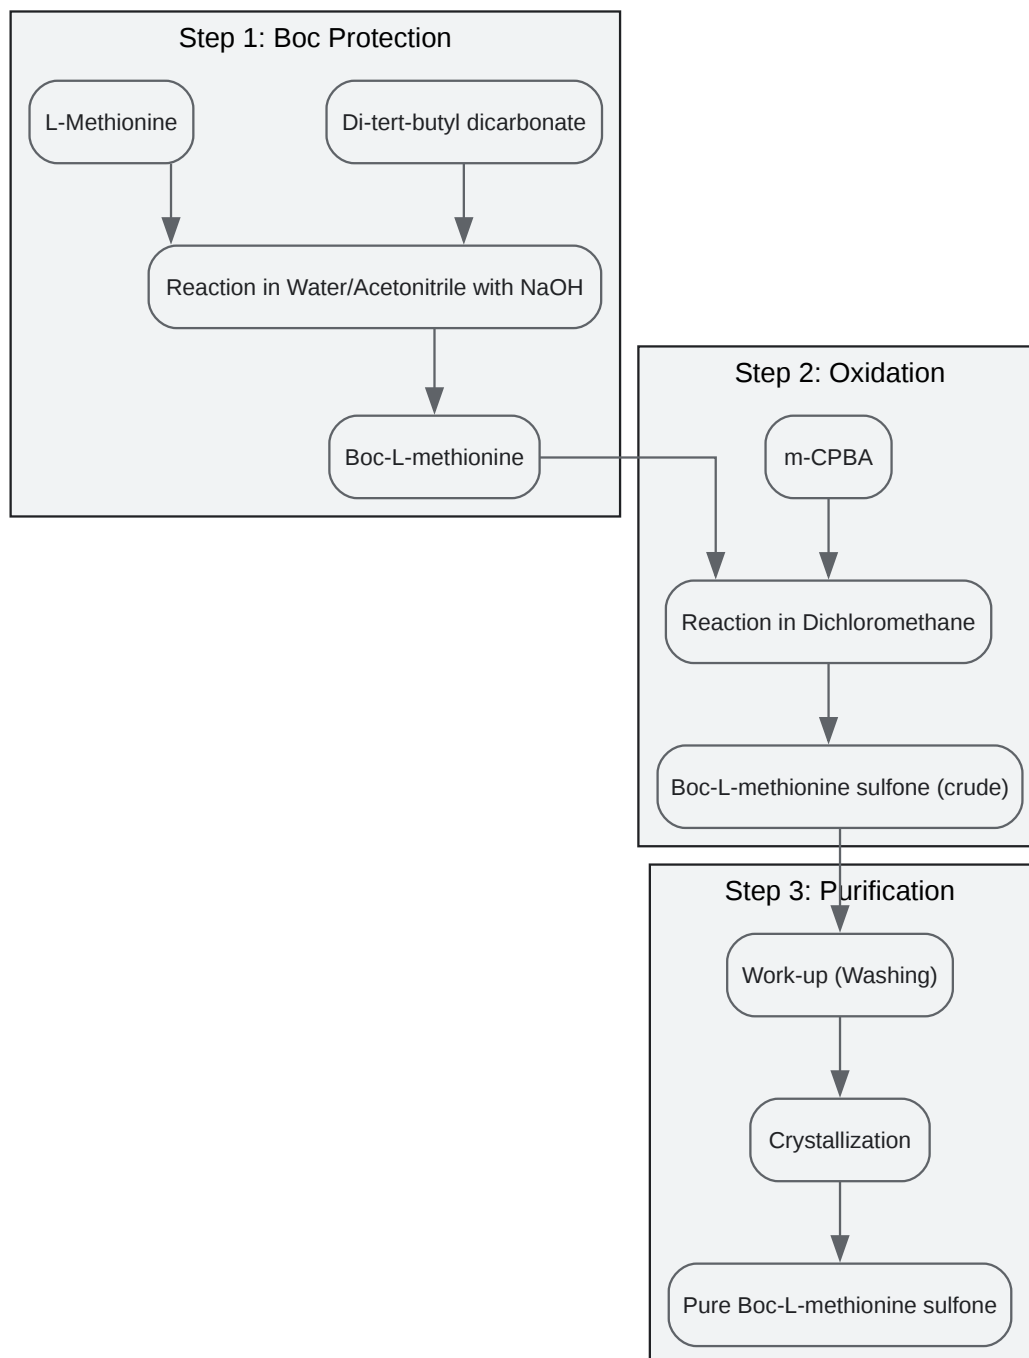 Step 1: Boc Protection
L-Methionine
Di-tert-butyl dicarbonate
Reaction in Water/Acetonitrile with NaOH
Boc-L-methionine
Step 2: Oxidation
m-CPBA
Reaction in Dichloromethane
Boc-L-methionine sulfone (crude)
Step 3: Purification
Work-up (Washing)
Crystallization
Pure Boc-L-methionine sulfone